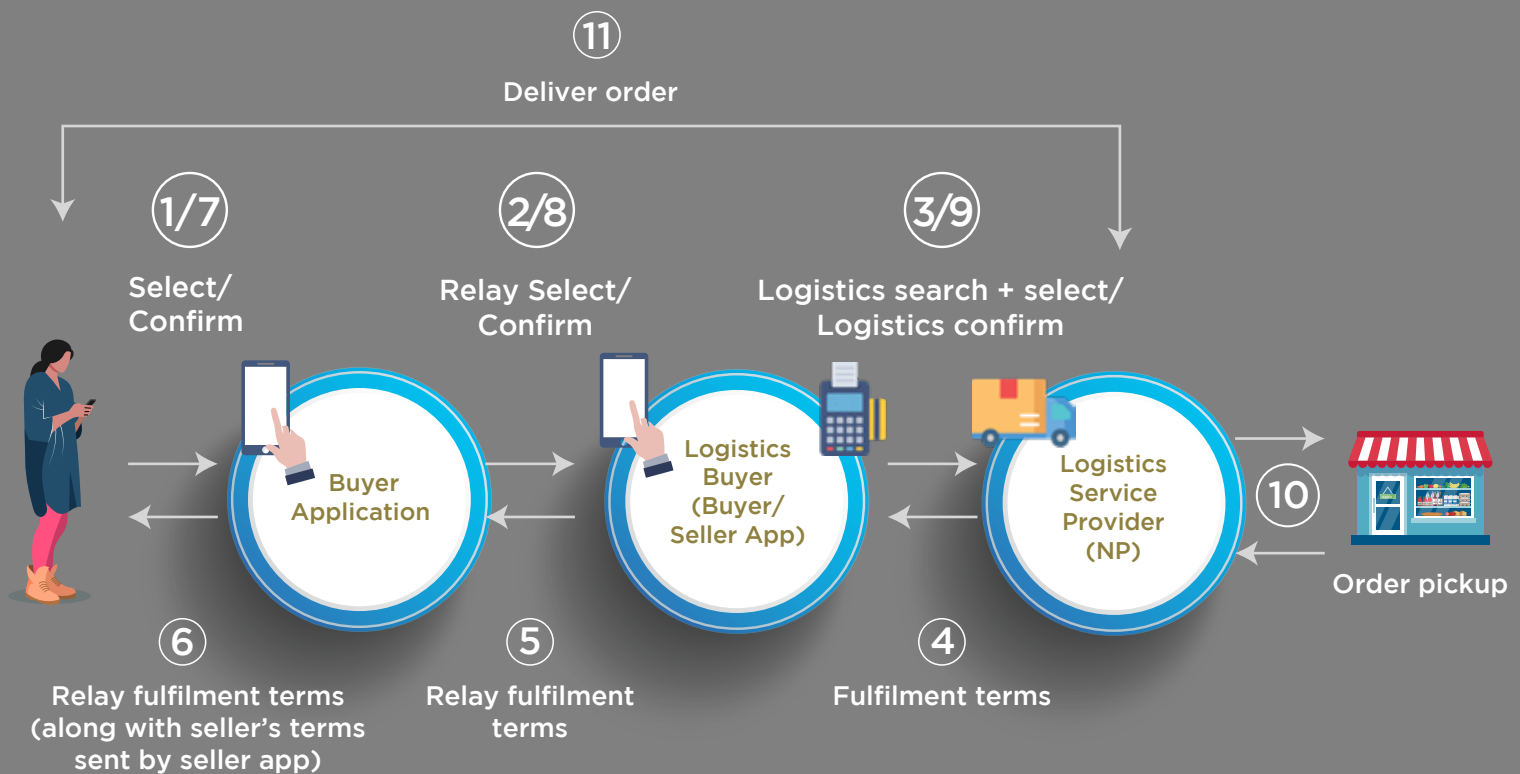 11
Deliver order
1/7
Select/
Confirm
2/8
Relay Select/
Confirm
3/9
Logistics search + select/
Logistics confirm
Buyer
Application
Logistics
Buyer
(Buyer/
Seller App)
Logistics
Service
Provider
(NP)
10
Order pickup
6
Relay fulfilment terms
(along with seller's terms
sent by seller app)
5
Relay fulfilment
terms
4
Fulfilment terms